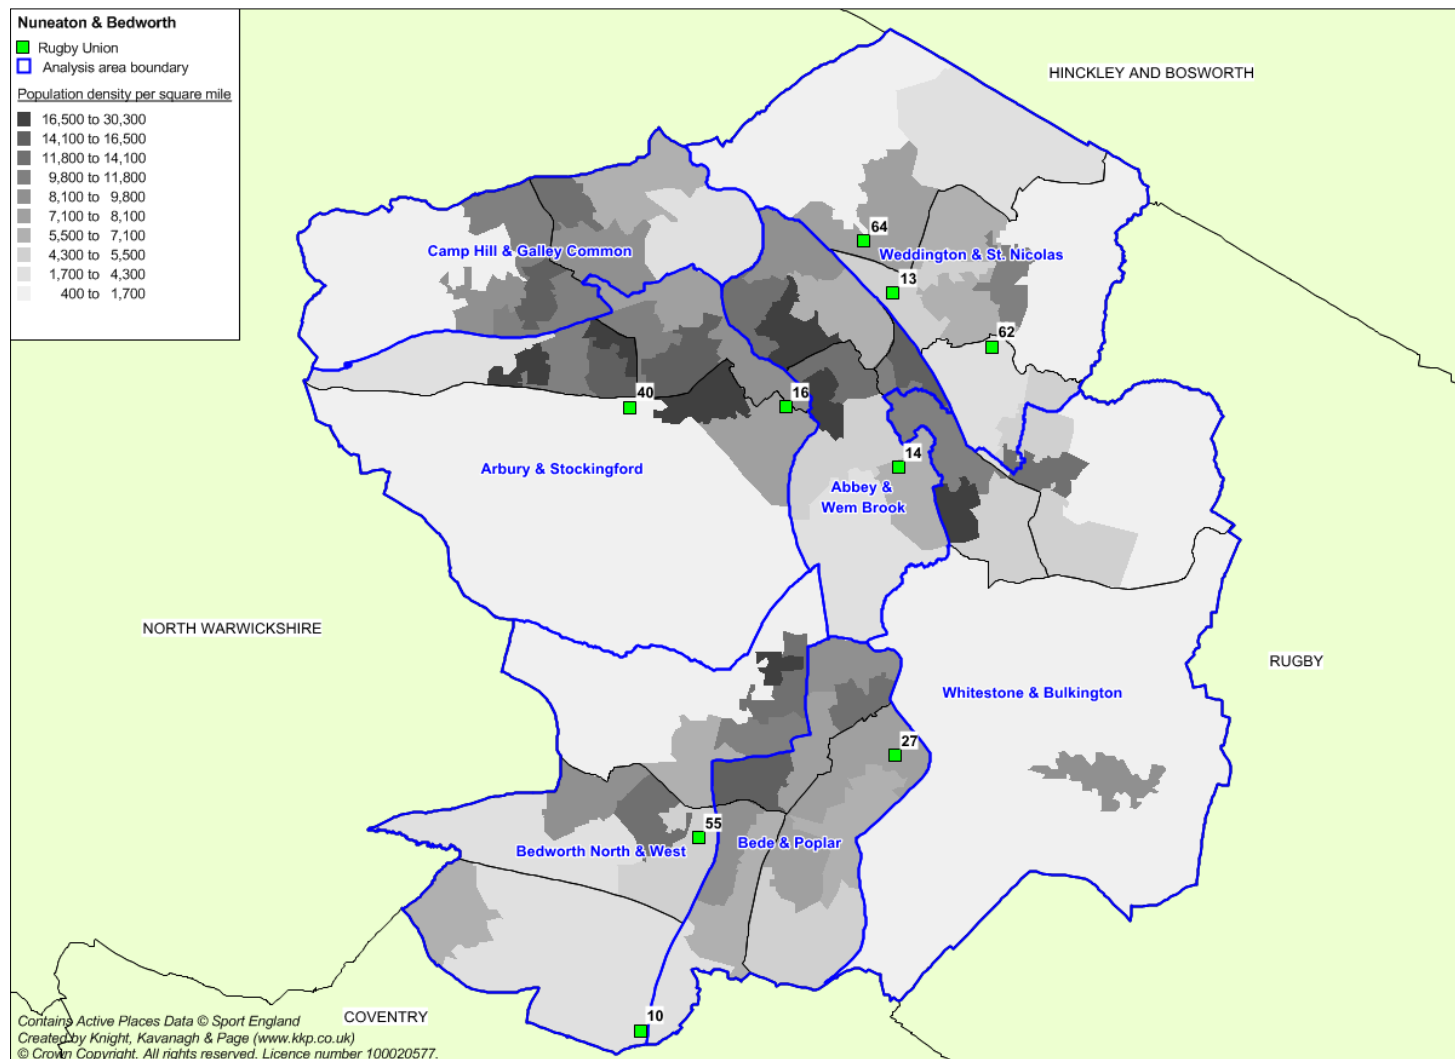 Nuneaton & Bedworth
Rugby Union
Analysis area boundary
Population density per square mile
16,500 to 30,300
14,100 to 16,500
11,800 to 14,100
9,800 to 11,800
8,100 to 9,800
7,100 to 8,100
5,500 to 7,100
4,300 to 5,500
1,700 to 4,300
400 to 1,700
HINCKLEY AND BOSWORTH
64
Camp Hill & Galley Common
Weddington & St. Nicolas
13
62
40
16
14
Arbury & Stockingford
Abbey &
Wem Brook
NORTH WARWICKSHIRE
RUGBY
Whitestone & Bulkington
27
55
Bedworth North & West
Bede & Poplar
10
COVENTRY
Contains Active Places Data © Sport England
Created by Knight, Kavanagh & Page (www.kkp.co.uk)
© Crown Copyright. All rights reserved. Licence number 100020577.